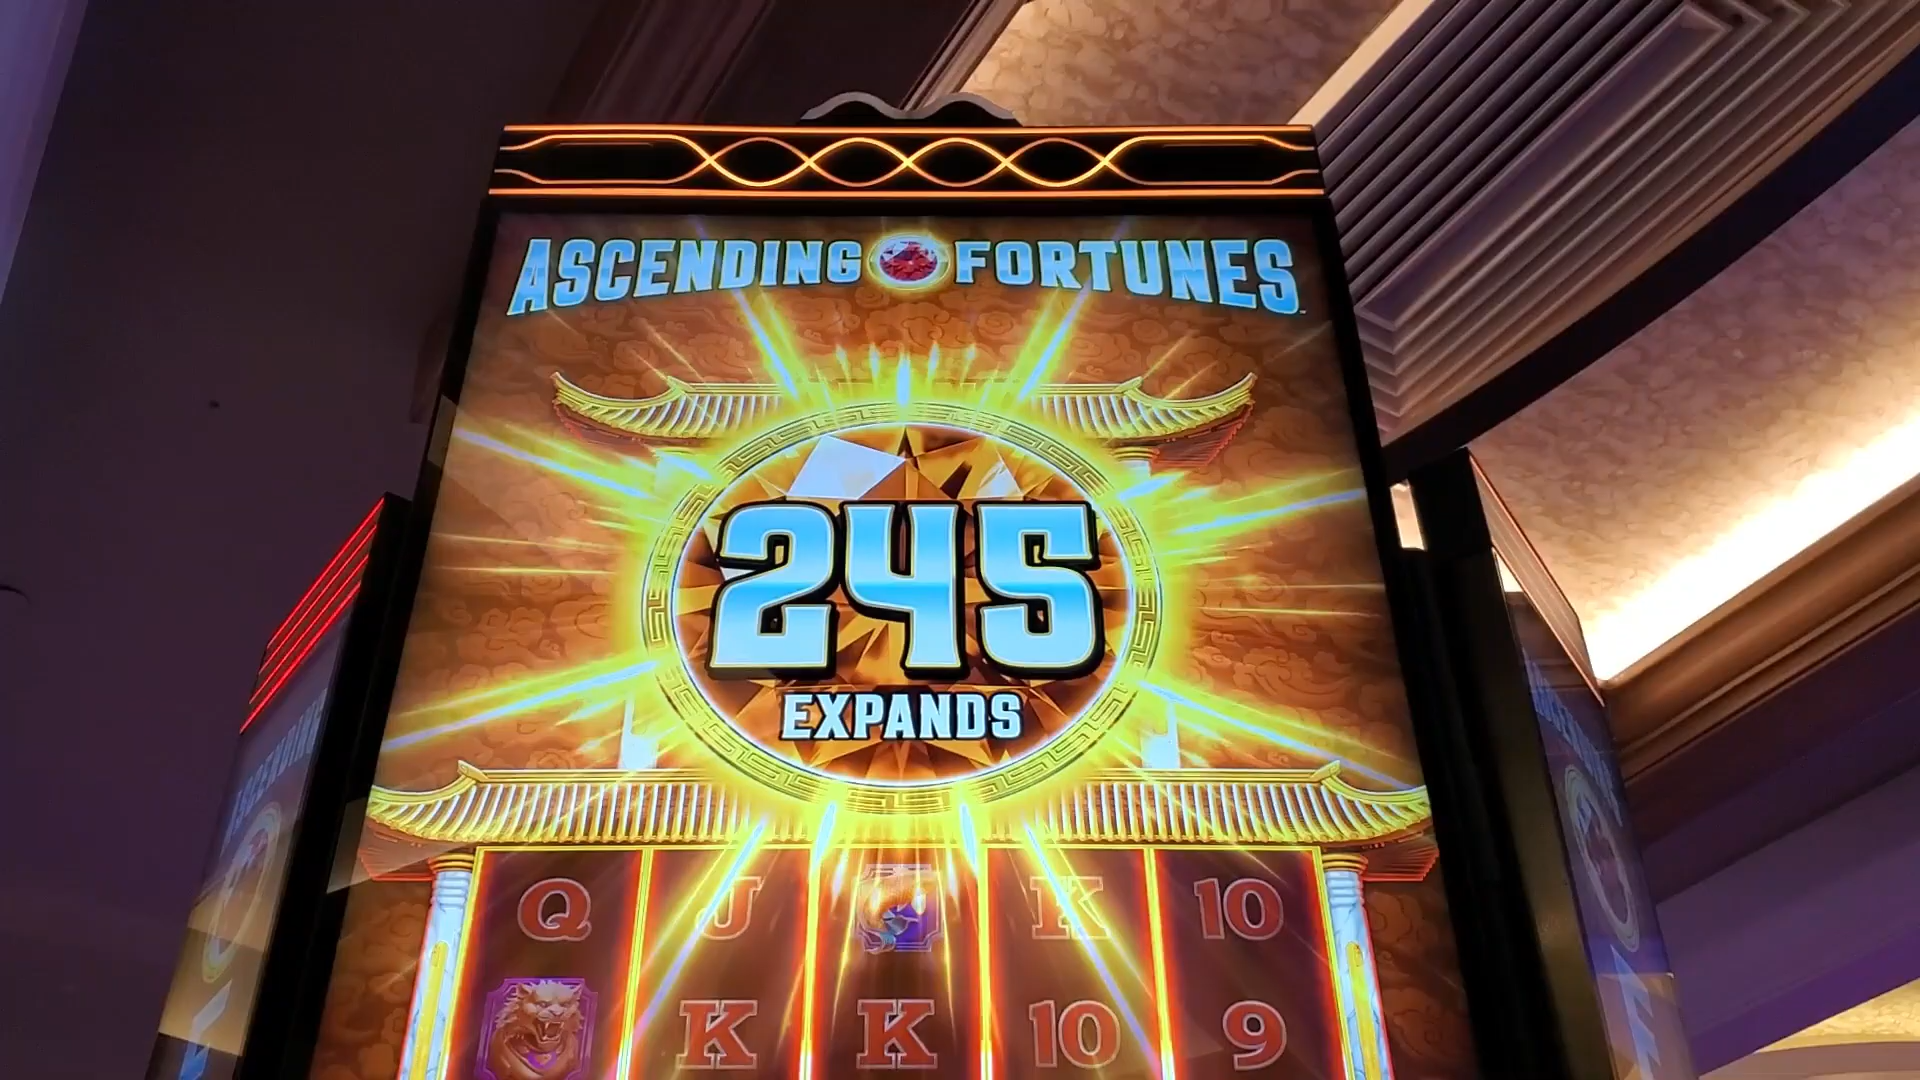 ASCENDING FORTUNES
245
EXPANDS
Q J K 10
K K 10 9